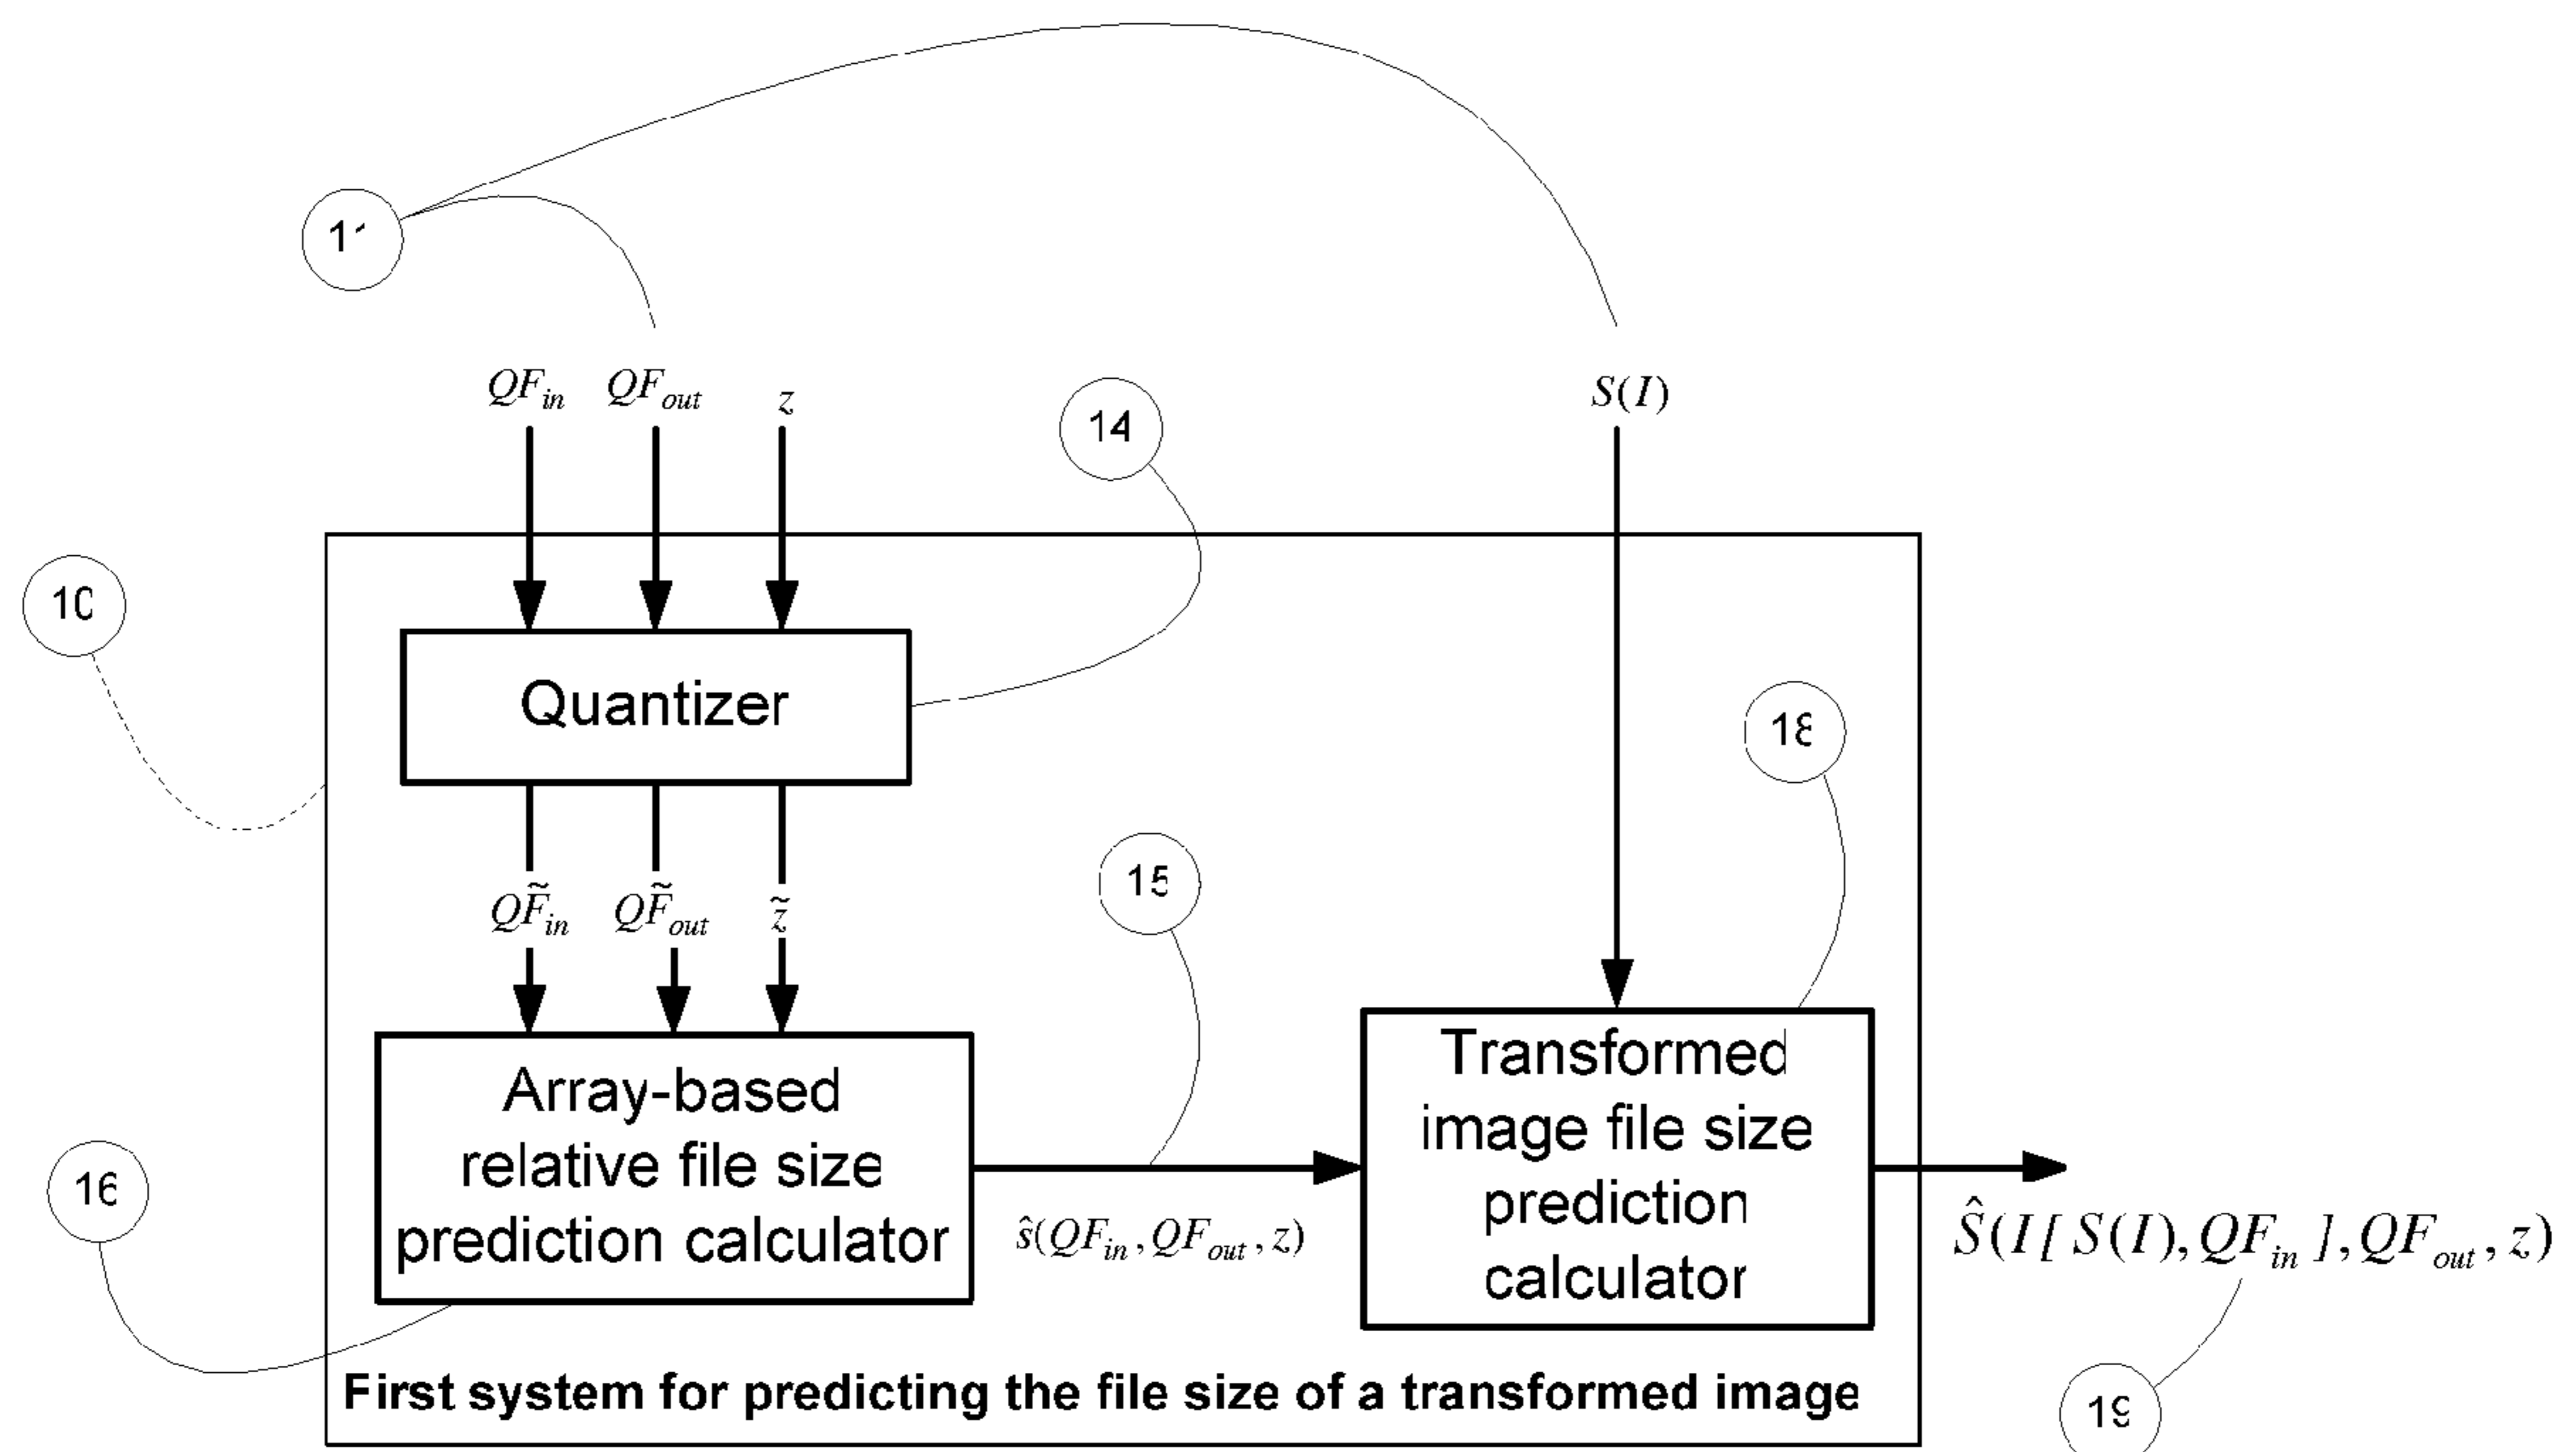 11
QF_in QF_out z S(I)
14
10
Quantizer
18
QF̃_in QF̃_out z̃
15
Array-based
relative file size
prediction calculator
16
ŝ(QF_in, QF_out, z)
Transformed
image file size
prediction
calculator
Ŝ(I[S(I), QF_in], QF_out, z)
First system for predicting the file size of a transformed image
19